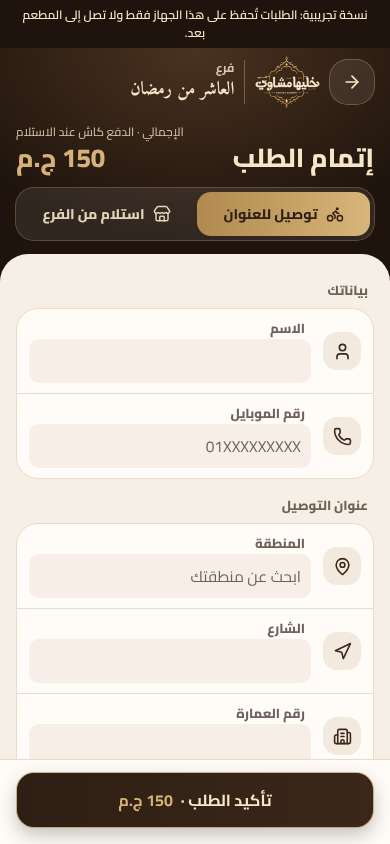 نسخة تجريبية: الطلبات تُحفظ على هذا الجهاز فقط ولا تصل إلى المطعم
بعد.
خليها مشاوي
فرع
العاشر من رمضان
الإجمالي · الدفع كاش عند الاستلام
إتمام الطلب
150 ج.م
توصيل للعنوان
استلام من الفرع
بياناتك
الاسم
رقم الموبايل
01XXXXXXXXX
عنوان التوصيل
المنطقة
ابحث عن منطقتك
الشارع
رقم العمارة
تأكيد الطلب · 150 ج.م